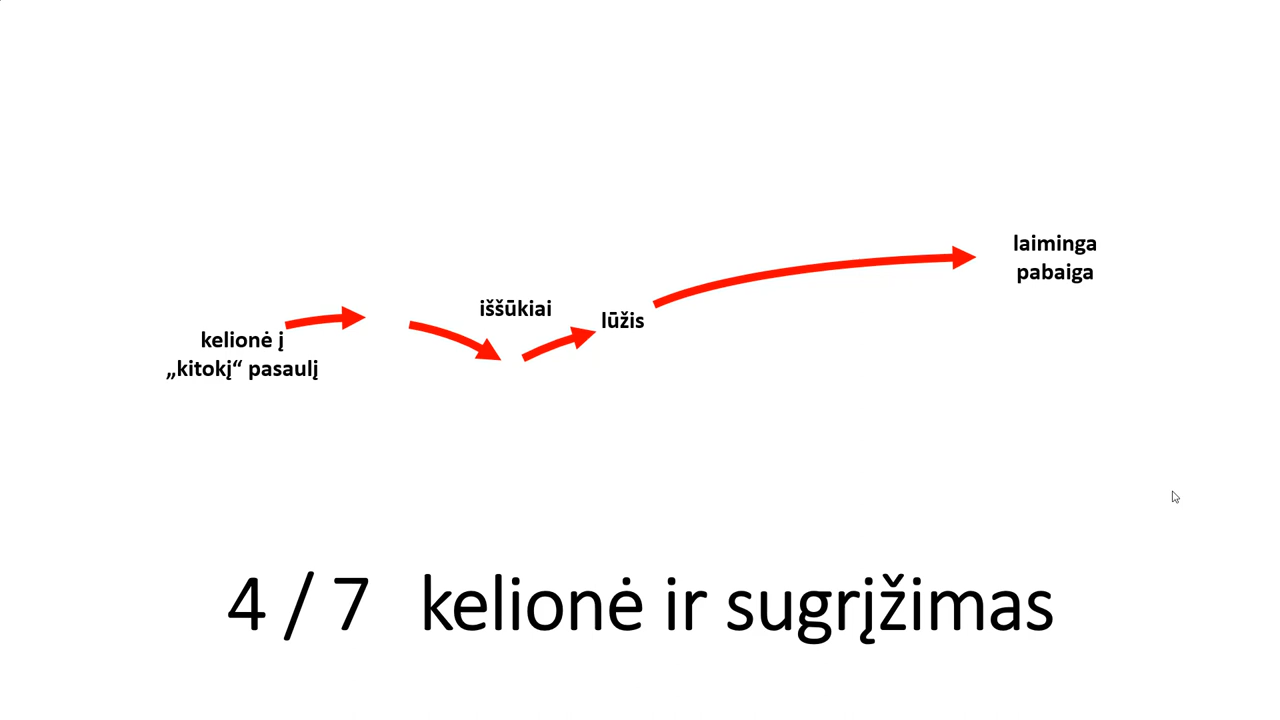 laiminga
pabaiga
iššūkiai
lūžis
kelionė į
„kitokį“ pasaulį
4 / 7 kelionė ir sugrįžimas